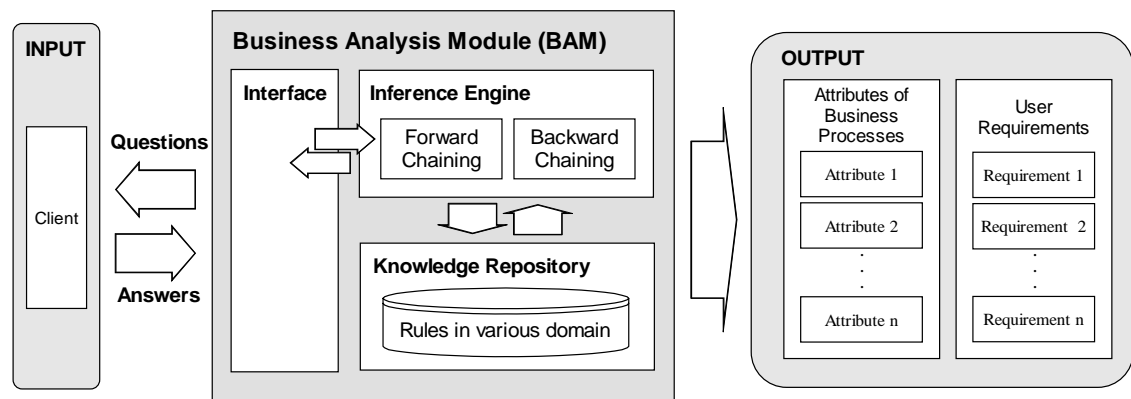 INPUT
Client
Questions
Answers
Business Analysis Module (BAM)
Interface
Inference Engine
Forward
Chaining
Backward
Chaining
Knowledge Repository
Rules in various domain
OUTPUT
Attributes of
Business
Processes
Attribute 1
Attribute 2
.
.
.
Attribute n
User
Requirements
Requirement 1
Requirement 2
.
.
.
Requirement n